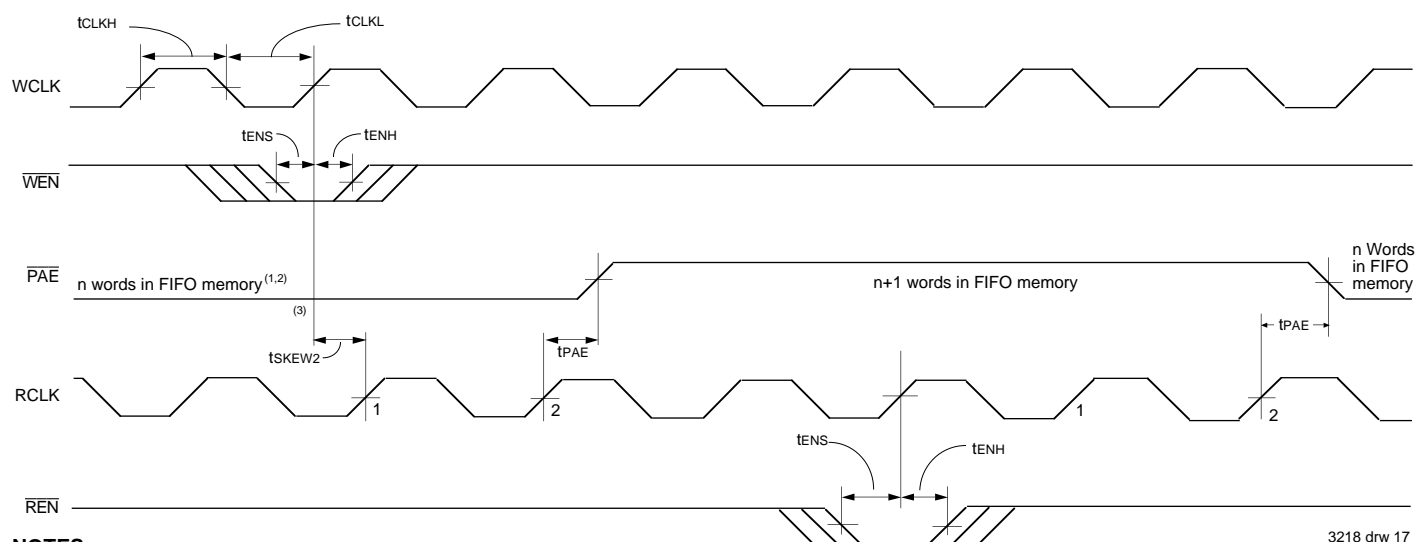 tCLKH
tCLKL
WCLK
tENS
tENH
WEN
PAE
n words in FIFO memory (1,2)
(3)
n+1 words in FIFO memory
n Words
in FIFO
memory
tSKEW2
tPAE
tPAE
RCLK
1
2
1
2
tENS
tENH
REN
NOTES
3218 drw 17